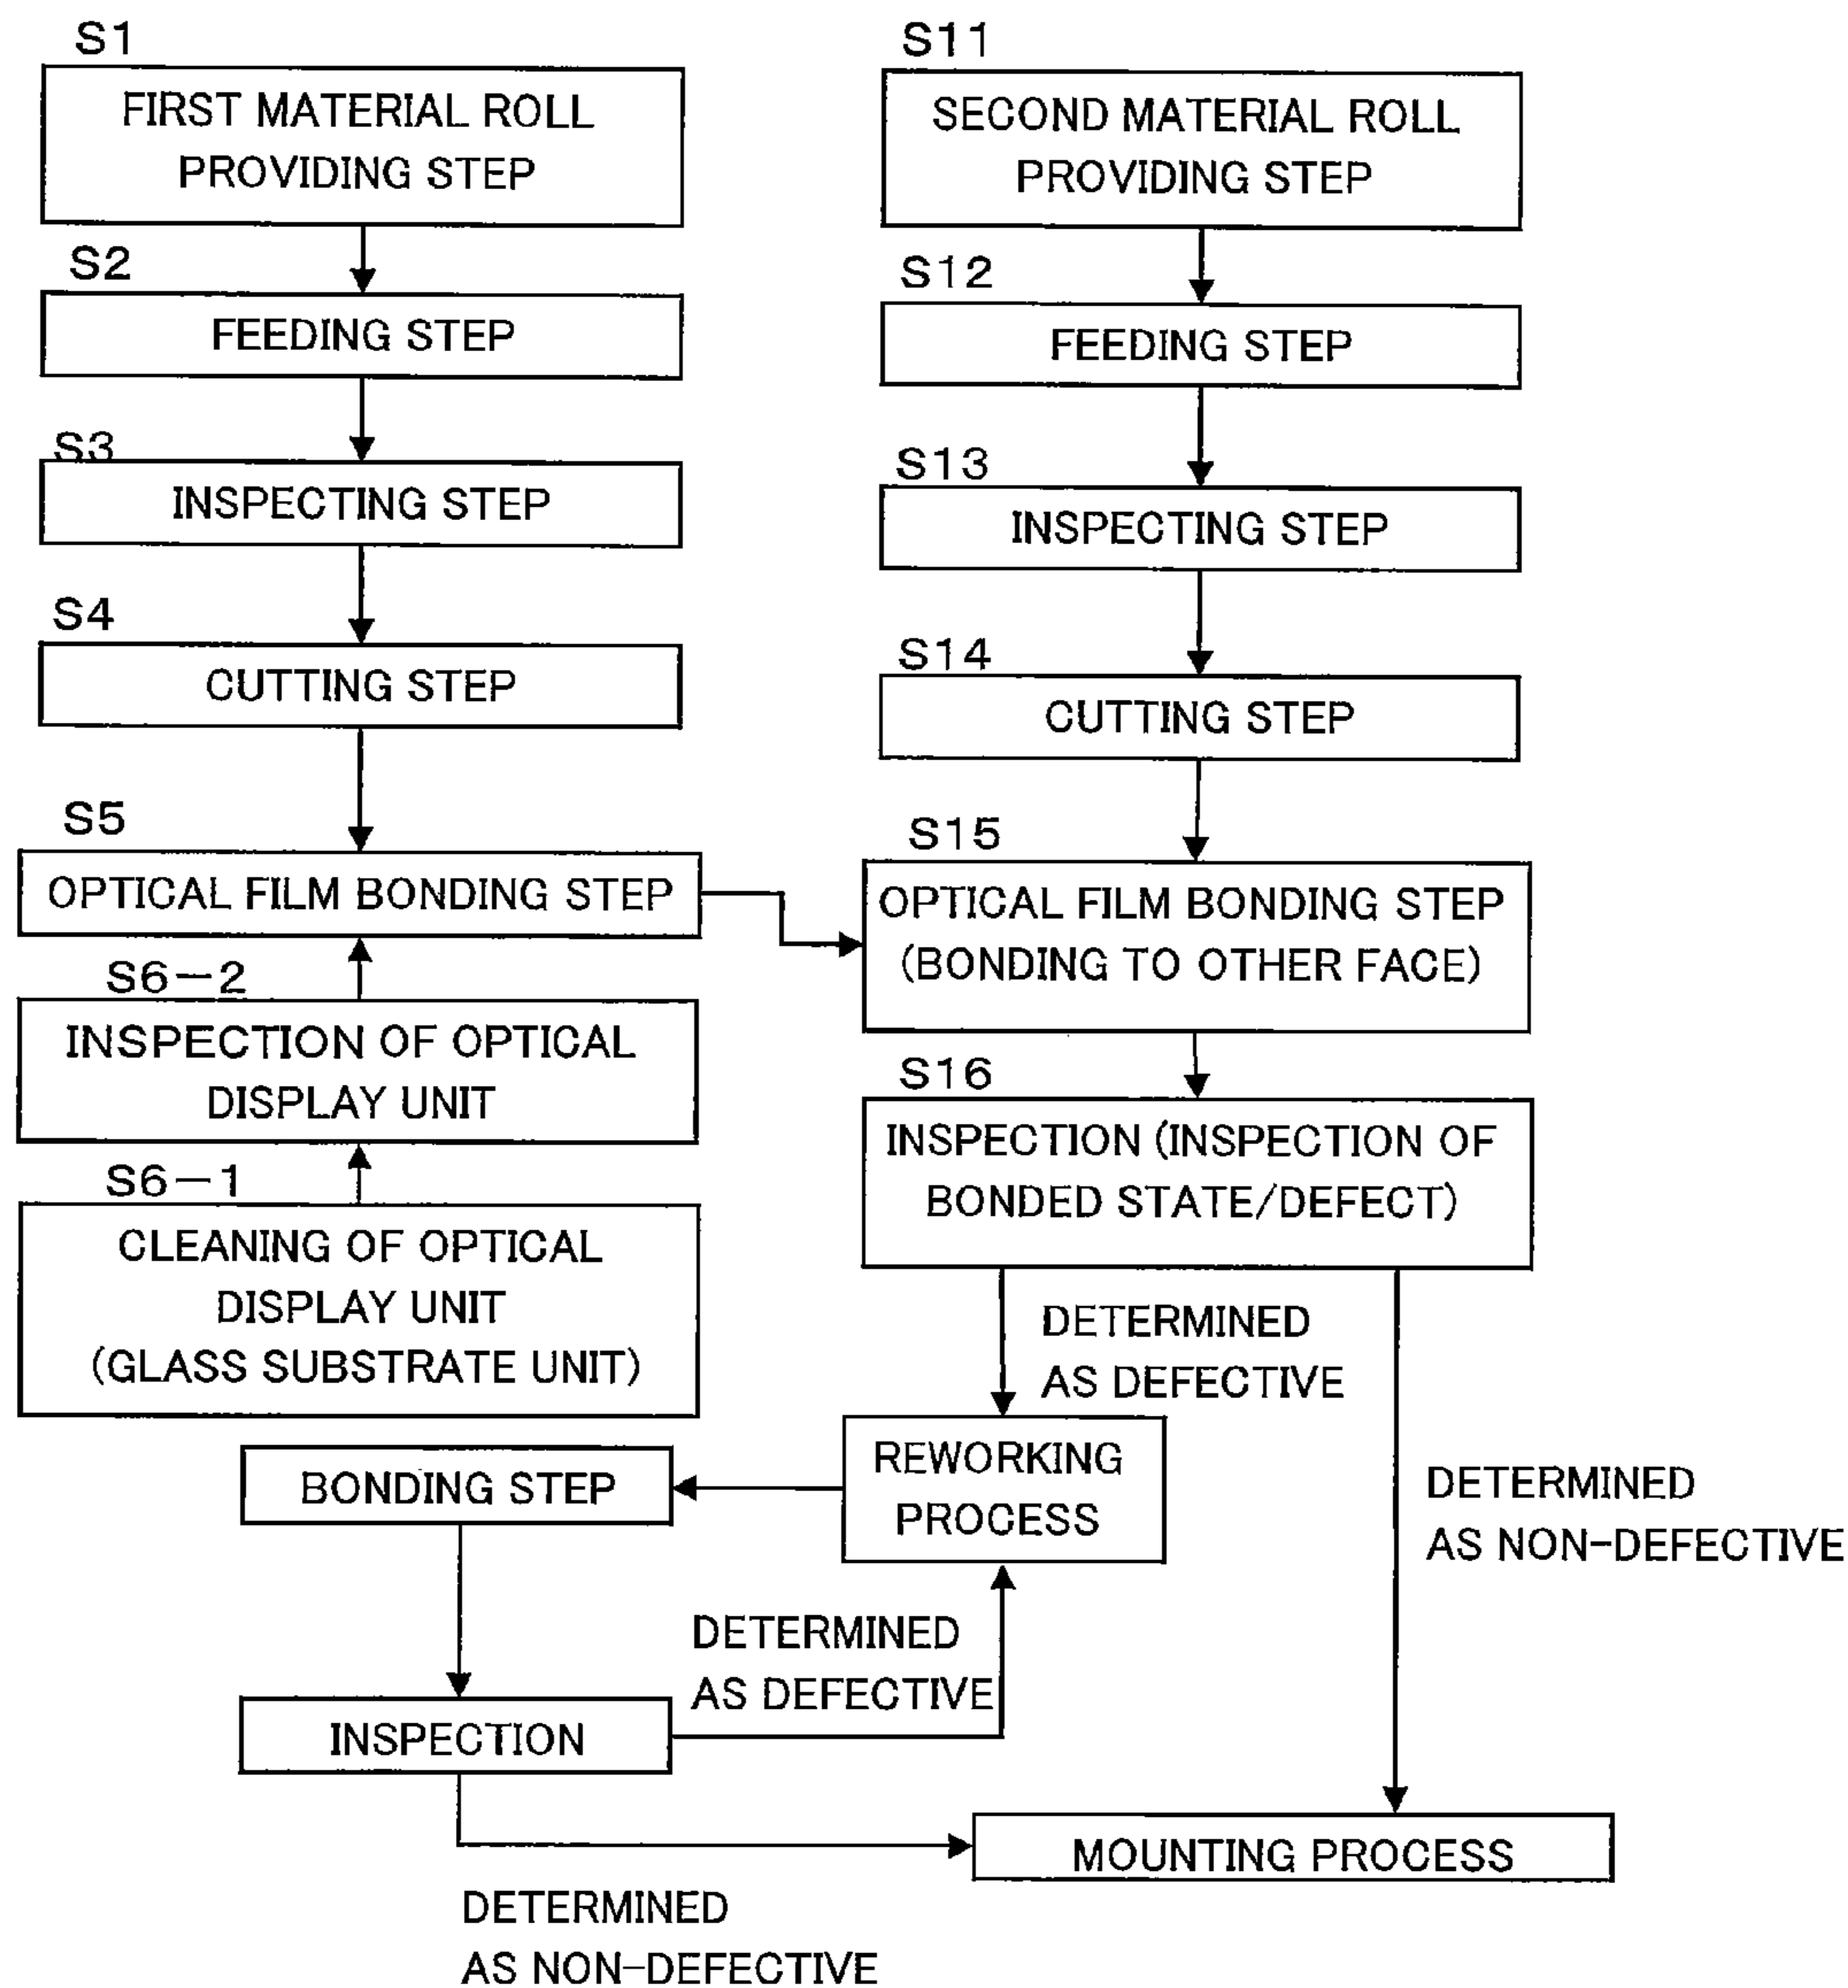 S1
FIRST MATERIAL ROLL
PROVIDING STEP
S2
FEEDING STEP
S3
INSPECTING STEP
S4
CUTTING STEP
S5
OPTICAL FILM BONDING STEP
S6-2
INSPECTION OF OPTICAL
DISPLAY UNIT
S6-1
CLEANING OF OPTICAL
DISPLAY UNIT
(GLASS SUBSTRATE UNIT)
S11
SECOND MATERIAL ROLL
PROVIDING STEP
S12
FEEDING STEP
S13
INSPECTING STEP
S14
CUTTING STEP
S15
OPTICAL FILM BONDING STEP
(BONDING TO OTHER FACE)
S16
INSPECTION (INSPECTION OF
BONDED STATE/DEFECT)
DETERMINED
AS DEFECTIVE
REWORKING
PROCESS
DETERMINED
AS NON-DEFECTIVE
BONDING STEP
DETERMINED
AS DEFECTIVE
INSPECTION
MOUNTING PROCESS
DETERMINED
AS NON-DEFECTIVE